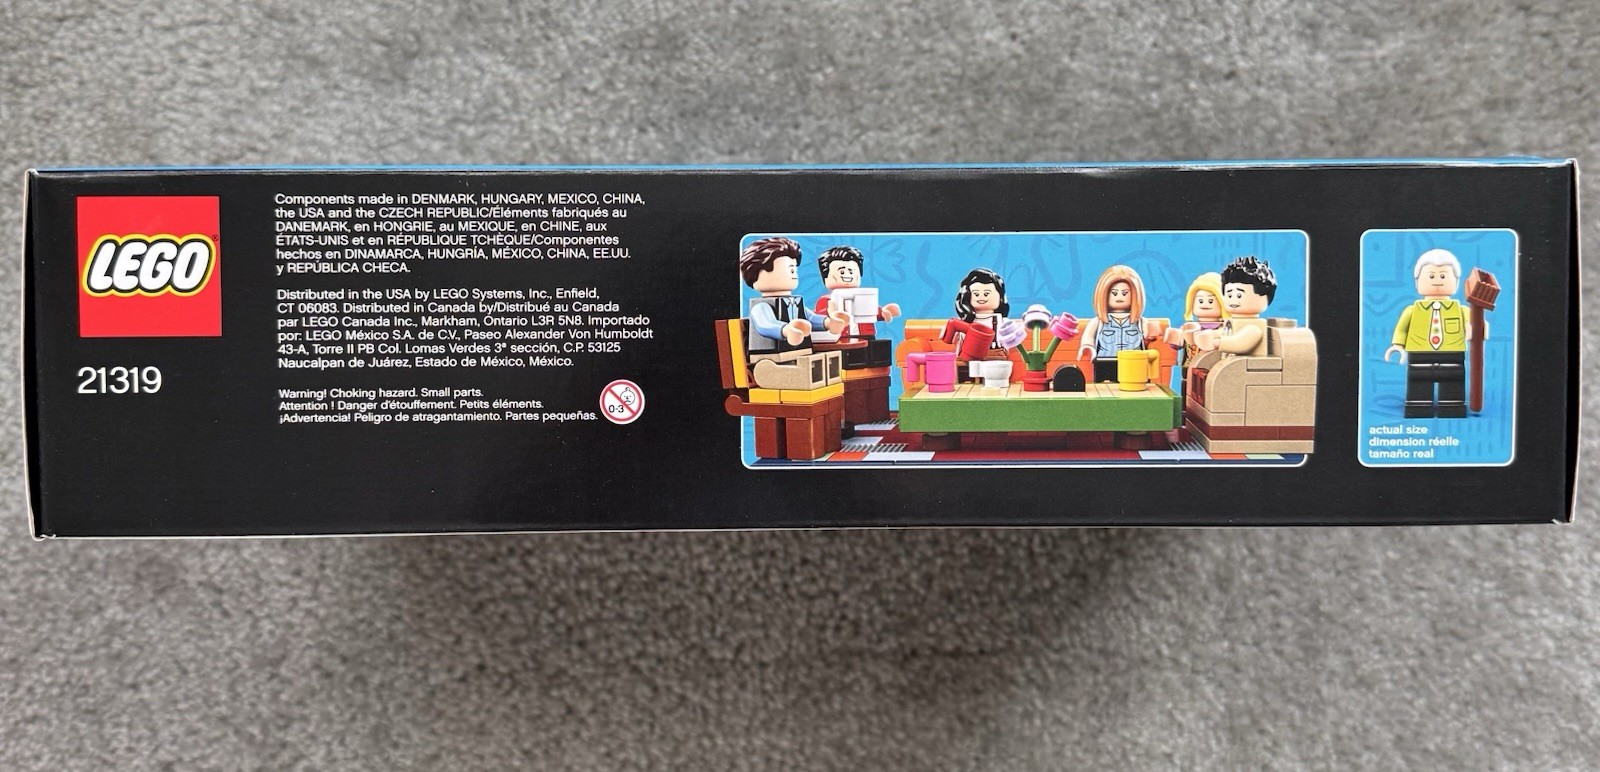 LEGO®
21319
Components made in DENMARK, HUNGARY, MEXICO, CHINA,
the USA and the CZECH REPUBLIC/Éléments fabriqués au
DANEMARK, en HONGRIE, au MEXIQUE, en CHINE, aux
ÉTATS-UNIS et en RÉPUBLIQUE TCHÈQUE/Componentes
hechos en DINAMARCA, HUNGRÍA, MÉXICO, CHINA, EE.UU.
y REPÚBLICA CHECA.
Distributed in the USA by LEGO Systems, Inc., Enfield,
CT 06083. Distributed in Canada by/Distribué au Canada
par LEGO Canada Inc., Markham, Ontario L3R 5N8. Importado
por: LEGO México S.A. de C.V., Paseo Alexander Von Humboldt
43-A, Torre II PB Col. Lomas Verdes 3ª sección, C.P. 53125
Naucalpan de Juárez, Estado de México, México.
Warning! Choking hazard. Small parts.
Attention ! Danger d'étouffement. Petits éléments.
¡Advertencia! Peligro de atragantamiento. Partes pequeñas.
0-3
actual size
dimension réelle
tamaño real